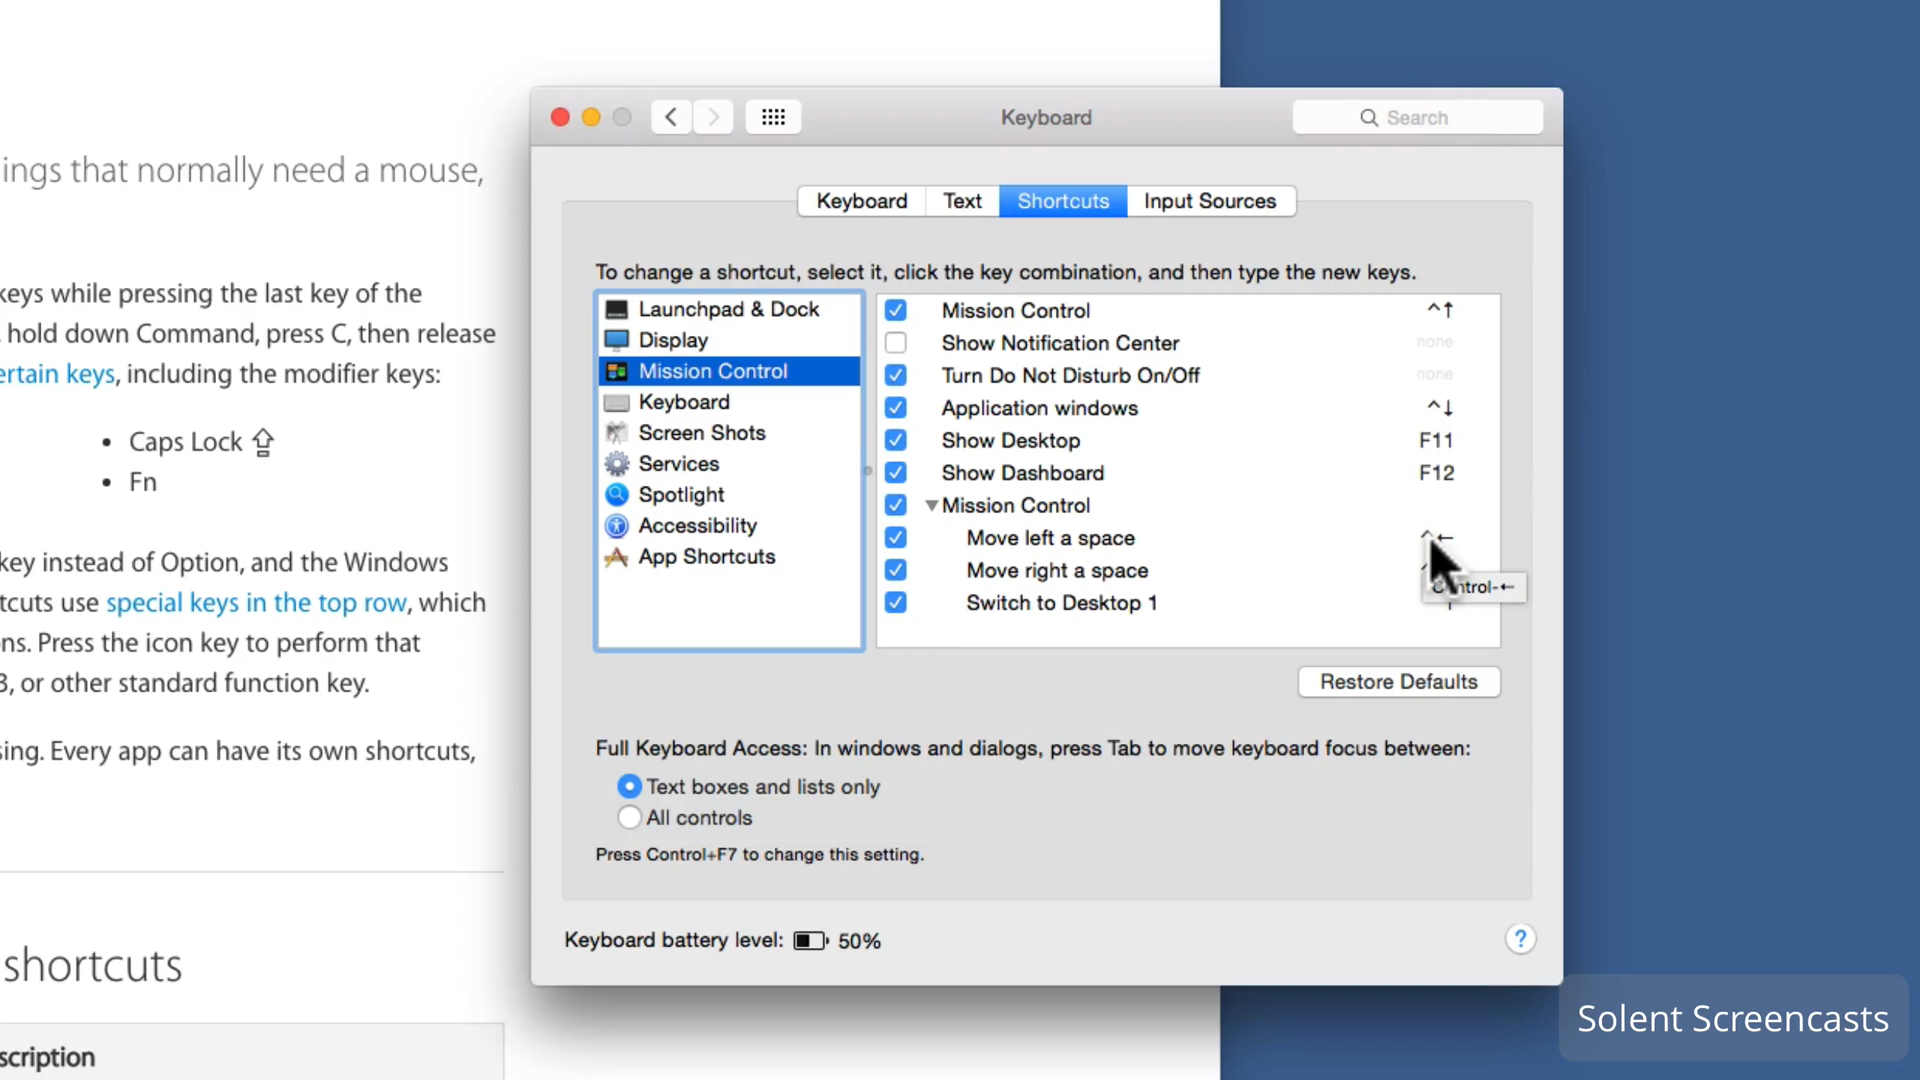 ings that normally need a mouse,
keys while pressing the last key of the
hold down Command, press C, then release
ertain keys, including the modifier keys:
• Caps Lock ⇪
• Fn
key instead of Option, and the Windows
tcuts use special keys in the top row, which
ns. Press the icon key to perform that
3, or other standard function key.
sing. Every app can have its own shortcuts,
shortcuts
scription
Keyboard
Search
Keyboard Text Shortcuts Input Sources
To change a shortcut, select it, click the key combination, and then type the new keys.
Launchpad & Dock
Display
Mission Control
Keyboard
Screen Shots
Services
Spotlight
Accessibility
App Shortcuts
Mission Control ^↑
Show Notification Center none
Turn Do Not Disturb On/Off none
Application windows ^↓
Show Desktop F11
Show Dashboard F12
Mission Control
Move left a space ^←
Move right a space
Switch to Desktop 1
Restore Defaults
Full Keyboard Access: In windows and dialogs, press Tab to move keyboard focus between:
Text boxes and lists only
All controls
Press Control+F7 to change this setting.
Keyboard battery level: 50%
?
Solent Screencasts